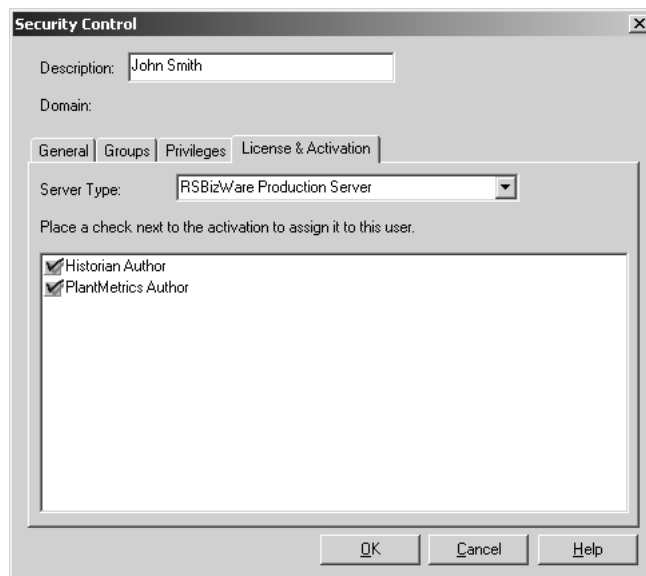 Security Control
Description: John Smith
Domain:
General Groups Privileges License & Activation
Server Type: RSBizWare Production Server
Place a check next to the activation to assign it to this user.
Historian Author
PlantMetrics Author
OK Cancel Help